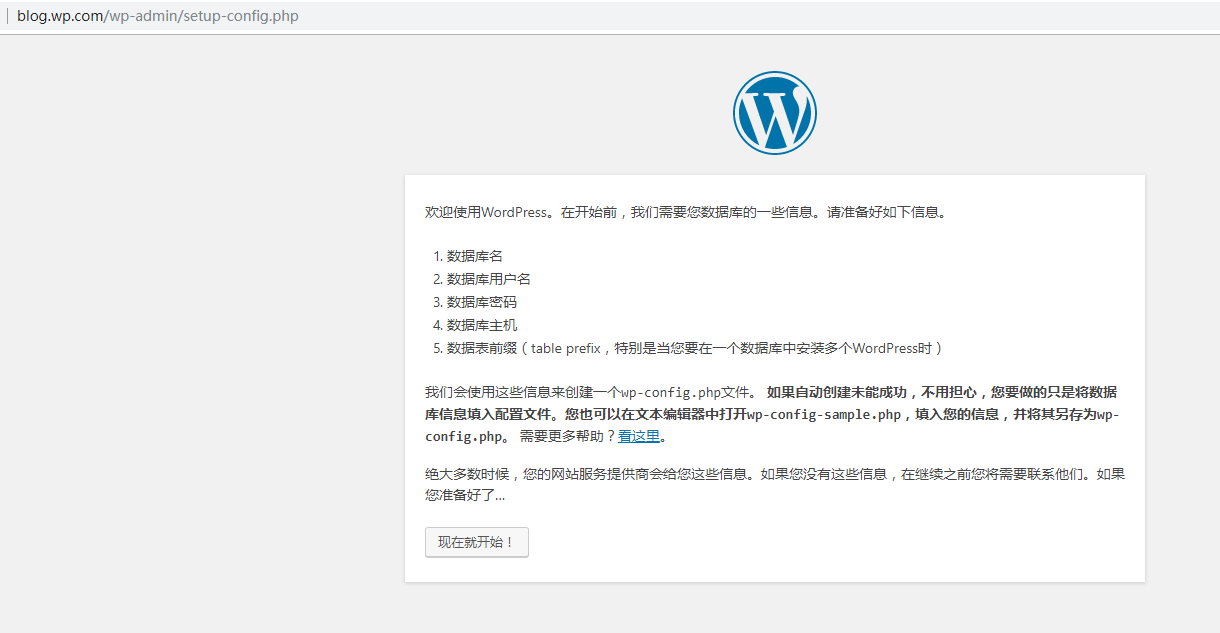 blog.wp.com/wp-admin/setup-config.php
欢迎使用WordPress。在开始前，我们需要您数据库的一些信息。请准备好如下信息。
1. 数据库名
2. 数据库用户名
3. 数据库密码
4. 数据库主机
5. 数据表前缀（table prefix，特别是当您要在一个数据库中安装多个WordPress时）
我们会使用这些信息来创建一个wp-config.php文件。 如果自动创建未能成功，不用担心，您要做的只是将数据
库信息填入配置文件。您也可以在文本编辑器中打开wp-config-sample.php，填入您的信息，并将其另存为wp-
config.php。 需要更多帮助？看这里。
绝大多数时候，您的网站服务提供商会给您这些信息。如果您没有这些信息，在继续之前您将需要联系他们。如果
您准备好了…
现在就开始！